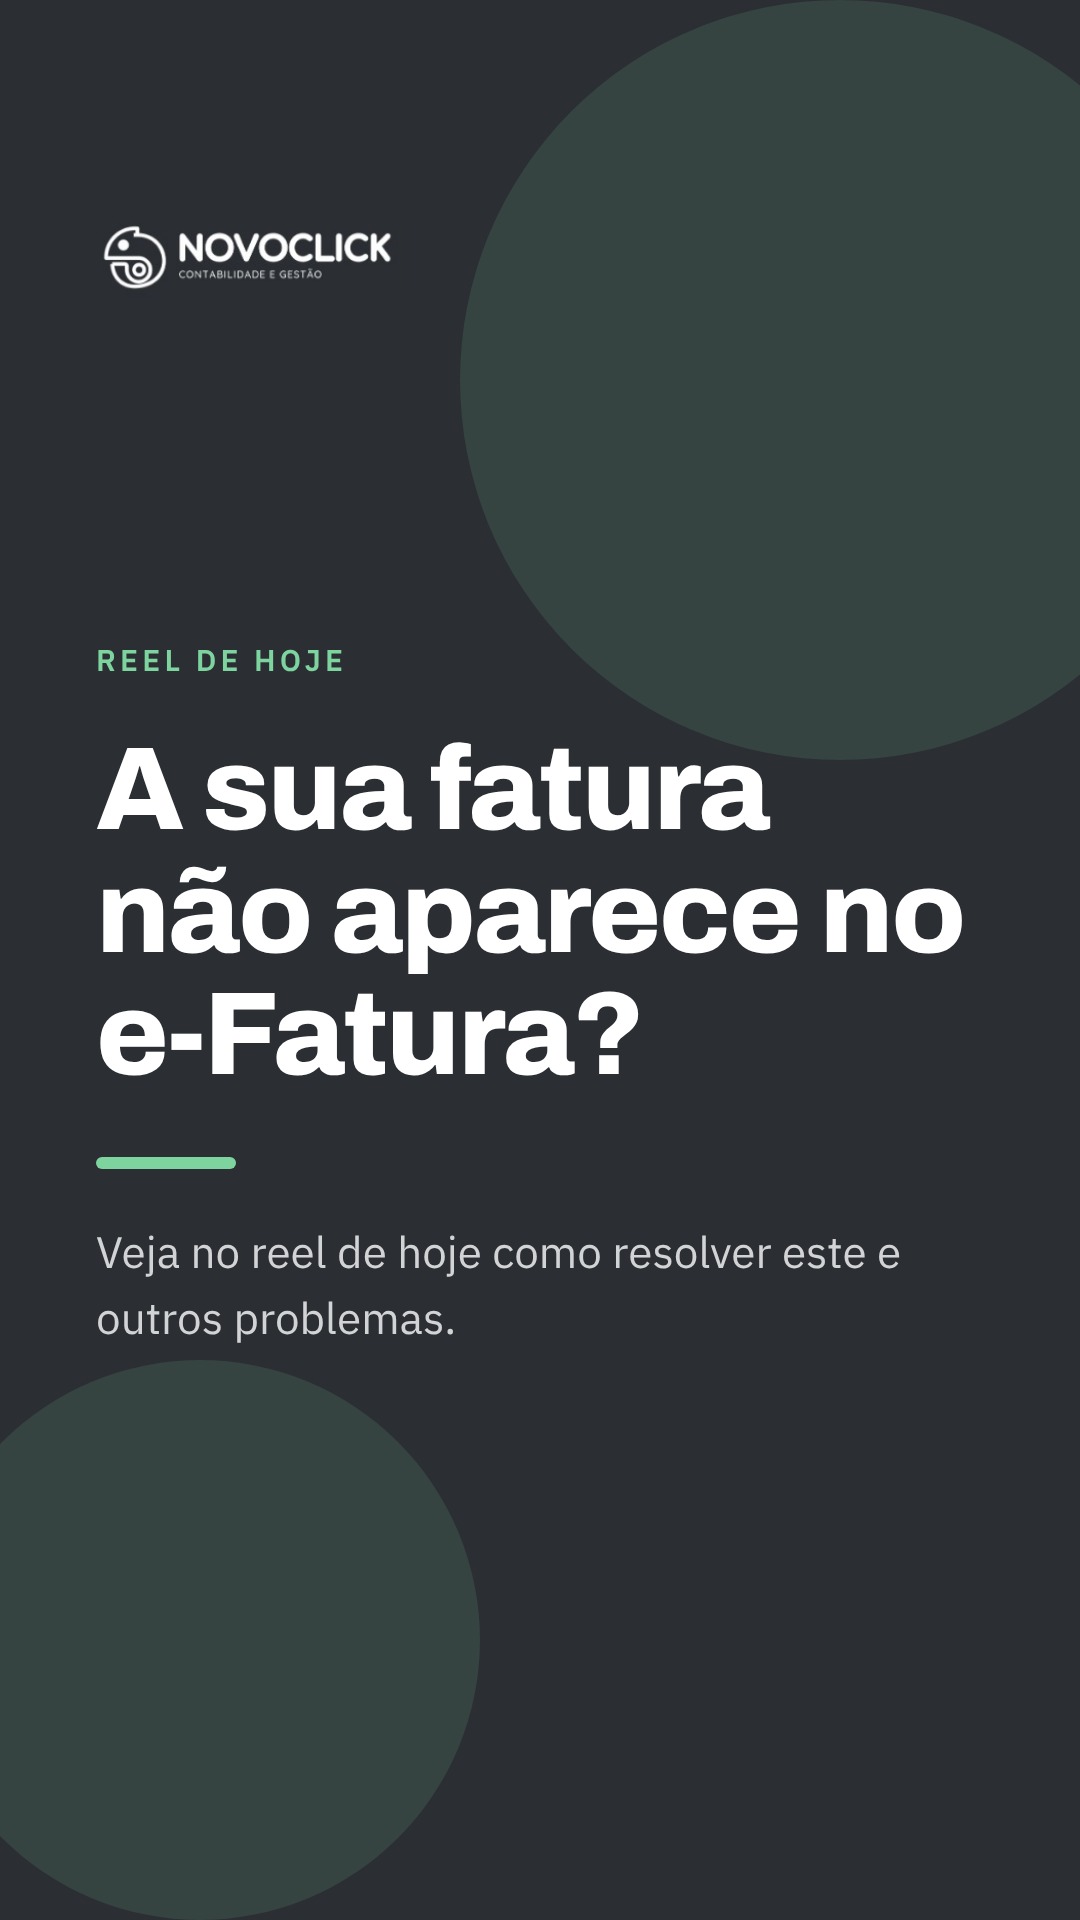 NOVOCLICK
CONTABILIDADE E GESTÃO
REEL DE HOJE
A sua fatura
não aparece no
e-Fatura?
Veja no reel de hoje como resolver este e
outros problemas.